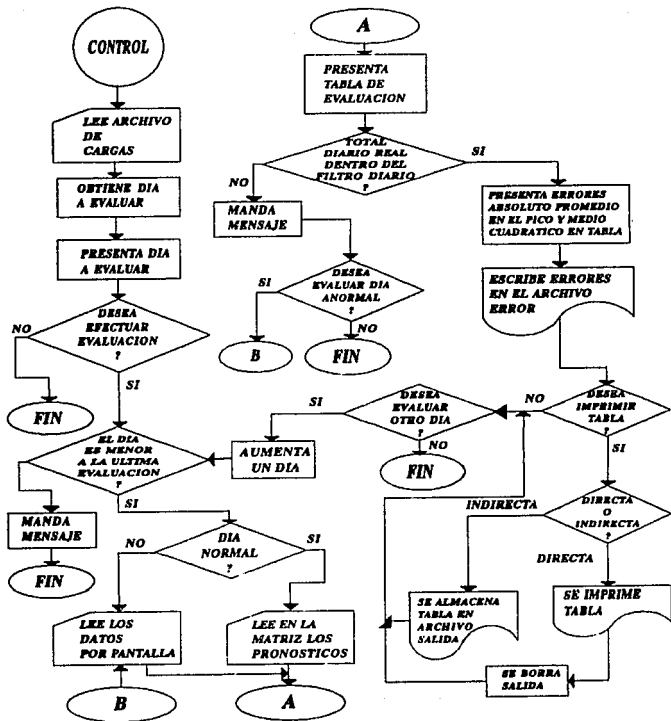 CONTROL
LEE ARCHIVO
DE
CARGAS
OBTIENE DIA
A EVALUAR
PRESENTA DIA
A EVALUAR
DESEA
EFECTUAR
EVALUACION
?
NO
SI
FIN
EL DIA
ES MENOR
A LA ULTIMA
EVALUACION
?
SI
MANDA
MENSAJE
FIN
DIA
NORMAL
?
NO
SI
LEE LOS
DATOS
POR PANTALLA
LEE EN LA
MATRIZ LOS
PRONOSTICOS
B
A
A
PRESENTA
TABLA DE
EVALUACION
TOTAL
DIARIO REAL
DENTRO DEL
FILTRO DIARIO
?
NO
SI
MANDA
MENSAJE
DESEA
EVALUAR DIA
ANORMAL
?
SI
NO
B
FIN
PRESENTA ERRORES
ABSOLUTO PROMEDIO
EN EL PICO Y MEDIO
CUADRATICO EN TABLA
ESCRIBE ERRORES
EN EL ARCHIVO
ERROR
DESEA
IMPRIMIR
TABLA ?
NO
SI
DESEA
EVALUAR
OTRO DIA
?
SI
NO
FIN
AUMENTA
UN DIA
DIRECTA
O
INDIRECTA
?
INDIRECTA
DIRECTA
SE ALMACENA
TABLA EN
ARCHIVO
SALIDA
SE IMPRIME
TABLA
SE BORRA
SALIDA